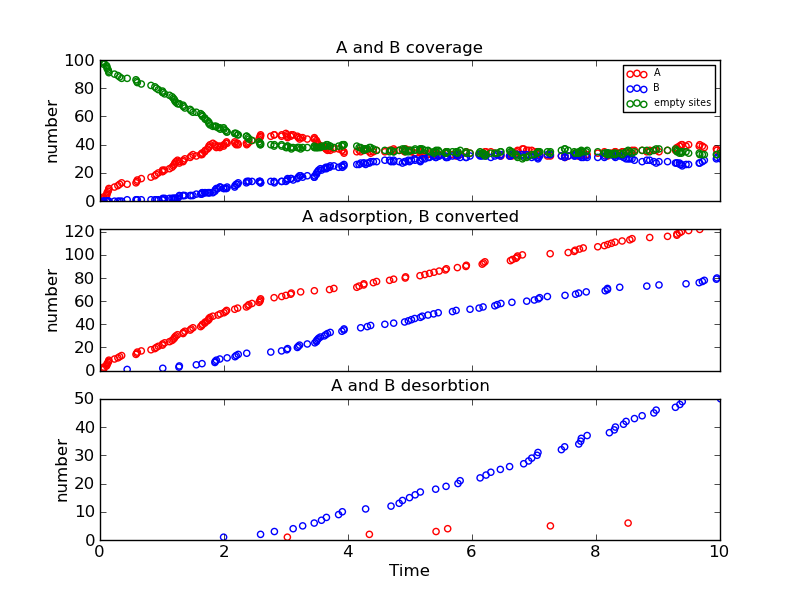 A and B coverage
100
80
60
40
20
0
number
A
B
empty sites
A adsorption, B converted
120
100
80
60
40
20
0
number
A and B desorbtion
50
40
30
20
10
0
number
0 2 4 6 8 10
Time